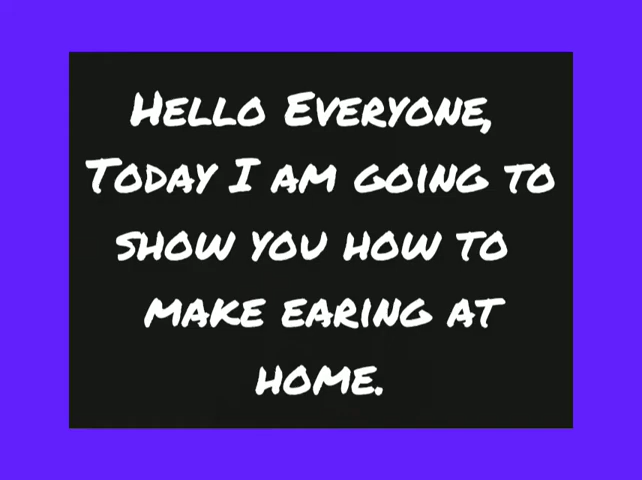 Hello Everyone,
Today I am going to
show you how to
make earing at
home.